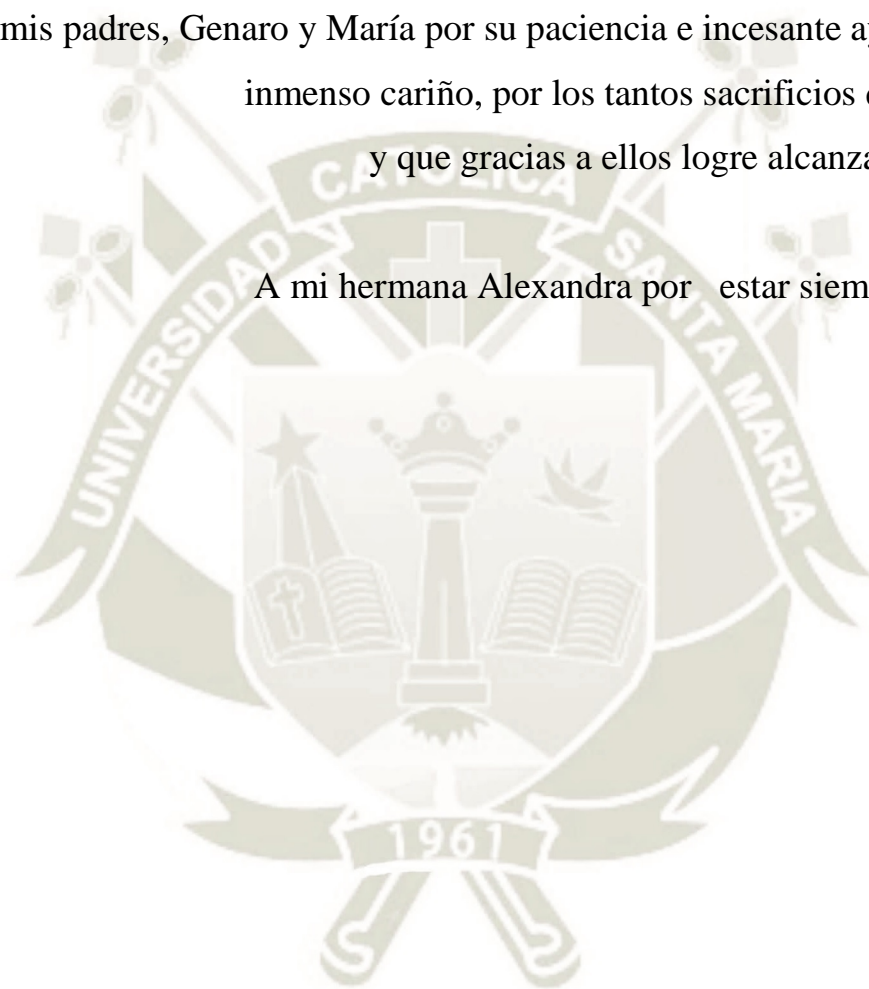 mis padres, Genaro y María por su paciencia e incesante
inmenso cariño, por los tantos sacrificios
y que gracias a ellos logre
A mi hermana Alexandra por estar
UNIVERSIDAD CATOLICA SANTA MARIA
1961